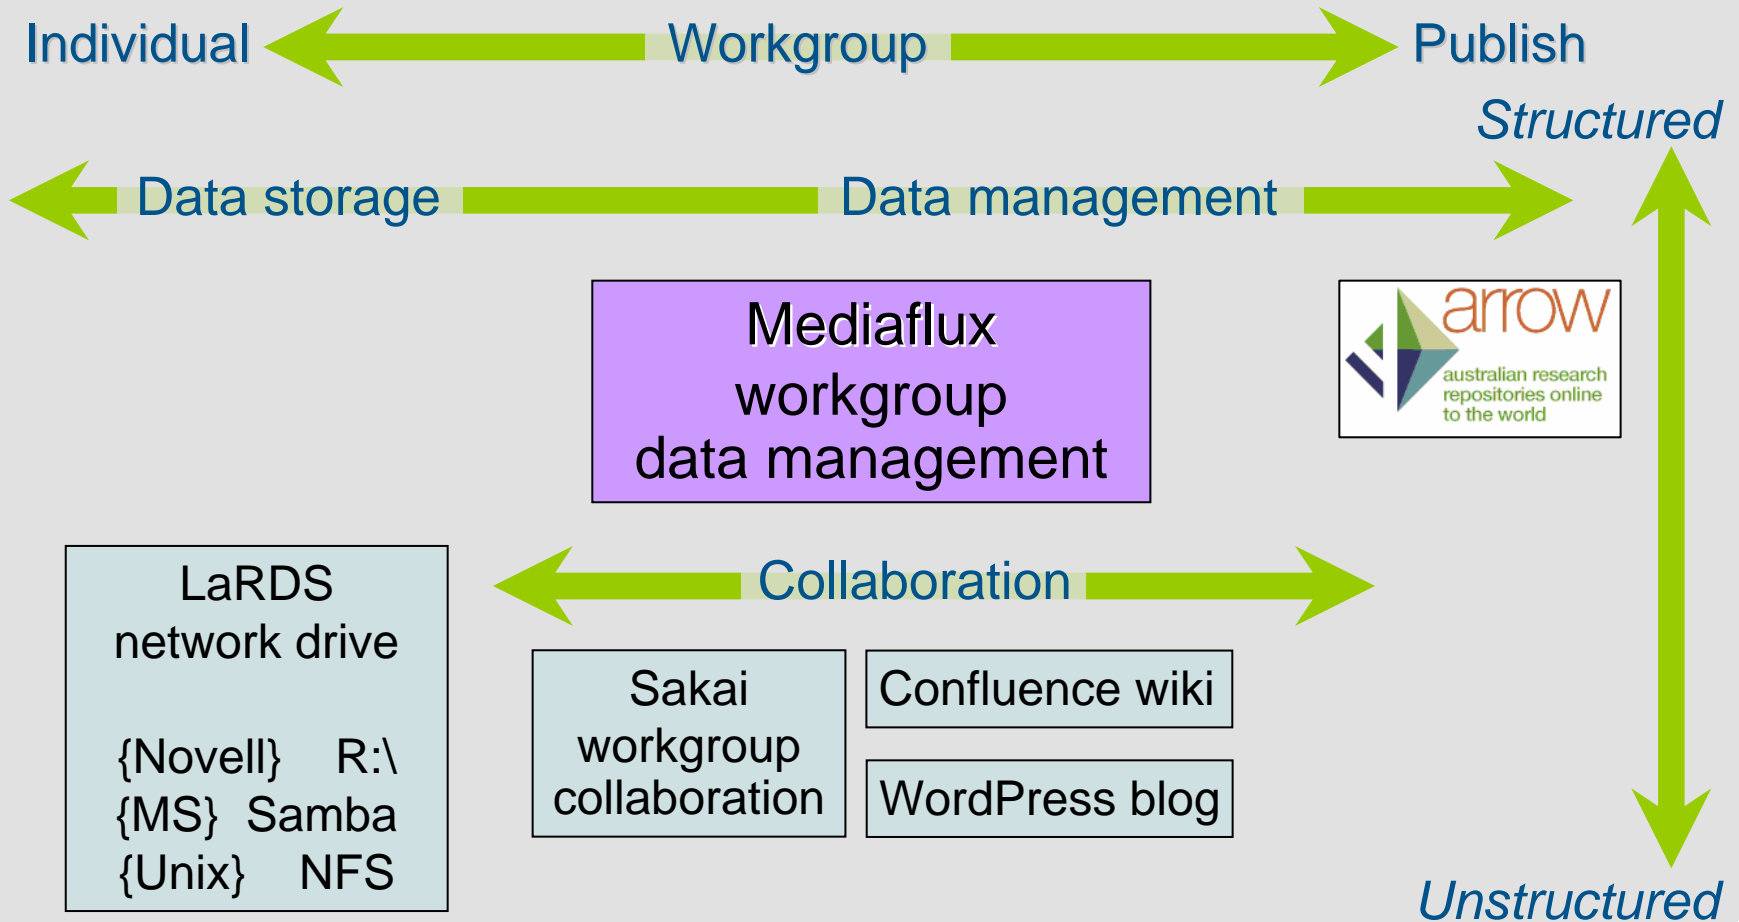 Individual Workgroup Publish
Structured
Data storage Data management
Mediaflux
workgroup
data management
arrow
australian research
repositories online
to the world
LaRDS
network drive
{Novell} R:\
{MS} Samba
{Unix} NFS
Collaboration
Sakai
workgroup
collaboration
Confluence wiki
WordPress blog
Unstructured